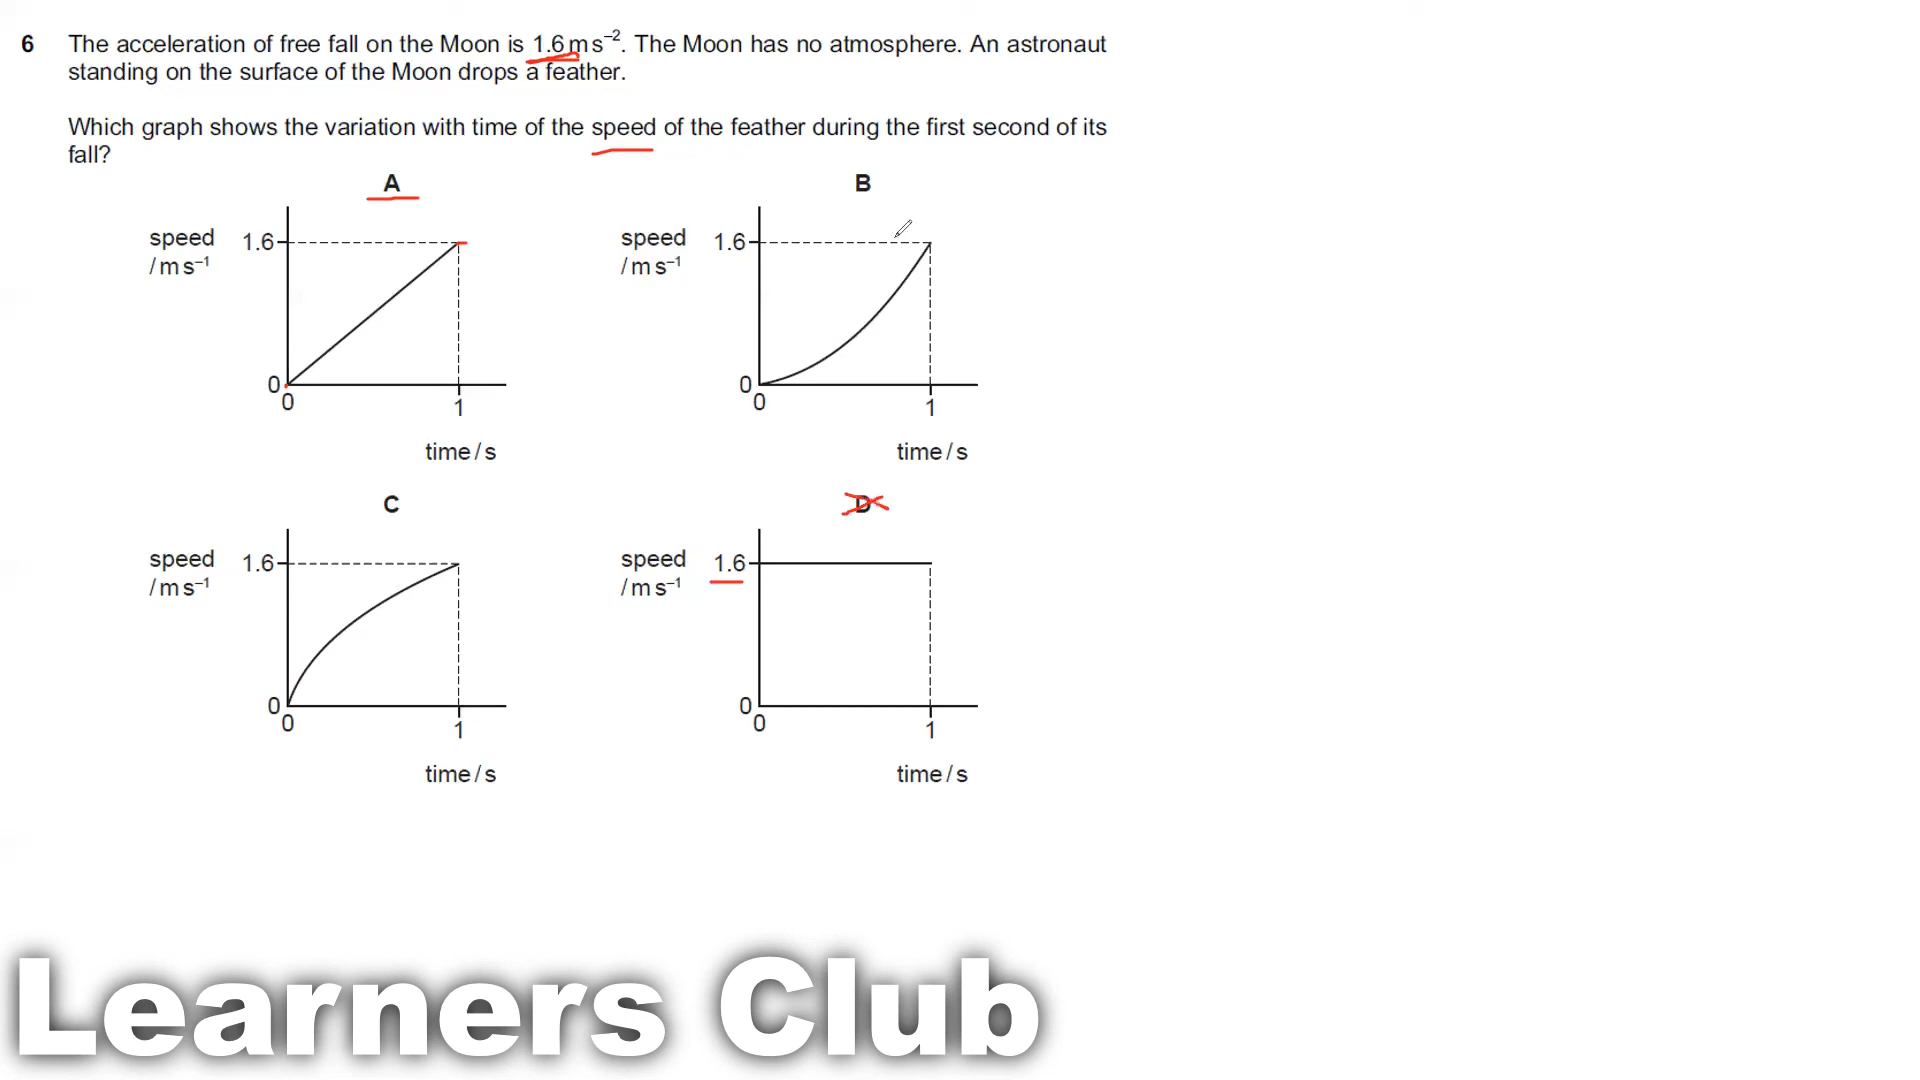 6 The acceleration of free fall on the Moon is 1.6 m s⁻². The Moon has no atmosphere. An astronaut
standing on the surface of the Moon drops a feather.
Which graph shows the variation with time of the speed of the feather during the first second of its
fall?
A
speed
/ m s⁻¹
1.6
0
0
1
time / s
B
speed
/ m s⁻¹
1.6
0
0
1
time / s
C
speed
/ m s⁻¹
1.6
0
0
1
time / s
D
speed
/ m s⁻¹
1.6
0
0
1
time / s
Learners Club